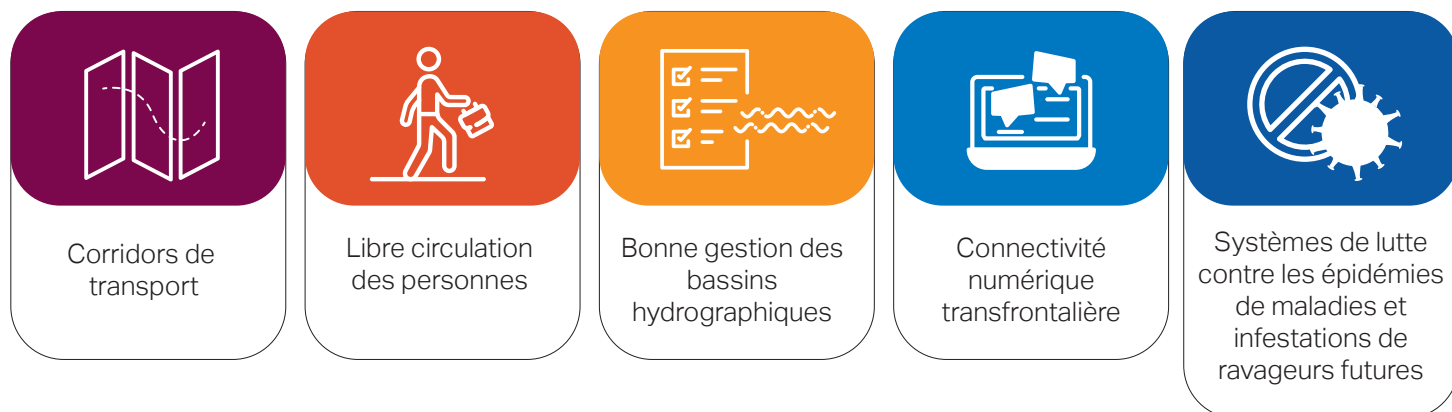 Corridors de
transport
Libre circulation
des personnes
Bonne gestion des
bassins
hydrographiques
Connectivité
numérique
transfrontalière
Systèmes de lutte
contre les épidémies
de maladies et
infestations de
ravageurs futures